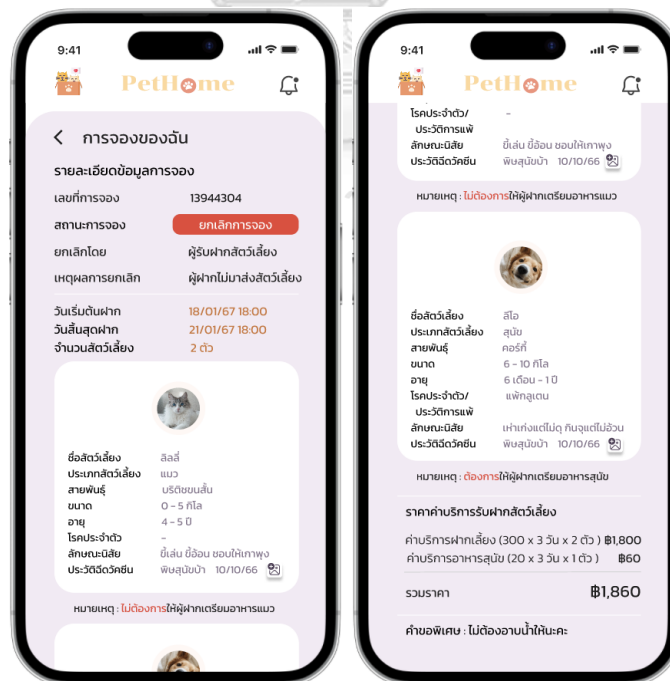 9:41
PetHome
การจองของฉัน
รายละเอียดข้อมูลการจอง
เลขที่การจอง 13944304
สถานะการจอง ยกเลิกการจอง
ยกเลิกโดย ผู้รับฝากสัตว์เลี้ยง
เหตุผลการยกเลิก ผู้ฝากไม่มาส่งสัตว์เลี้ยง
วันเริ่มต้นฝาก 18/01/67 18:00
วันสิ้นสุดฝาก 21/01/67 18:00
จำนวนสัตว์เลี้ยง 2 ตัว
ชื่อสัตว์เลี้ยง ลิลลี่
ประเภทสัตว์เลี้ยง แมว
สายพันธุ์ บริติชขนสั้น
ขนาด 0 - 5 กิโล
อายุ 4 - 5 ปี
โรคประจำตัว -
ลักษณะนิสัย ขี้เล่น ขี้อ้อน ชอบให้เกาพุง
ประวัติฉีดวัคซีน พิษสุนัขบ้า 10/10/66
หมายเหตุ : ไม่ต้องการให้ผู้ฝากเตรียมอาหารแมว
9:41
PetHome
โรคประจำตัว/ -
ประวัติการแพ้
ลักษณะนิสัย ขี้เล่น ขี้อ้อน ชอบให้เกาพุง
ประวัติฉีดวัคซีน พิษสุนัขบ้า 10/10/66
หมายเหตุ : ไม่ต้องการให้ผู้ฝากเตรียมอาหารแมว
ชื่อสัตว์เลี้ยง ลีโอ
ประเภทสัตว์เลี้ยง สุนัข
สายพันธุ์ คอร์กี้
ขนาด 6 - 10 กิโล
อายุ 6 เดือน - 1 ปี
โรคประจำตัว/ แพ้กลูเตน
ประวัติการแพ้
ลักษณะนิสัย เห่าเก่งแต่ไม่ดุ กินจุแต่ไม่อ้วน
ประวัติฉีดวัคซีน พิษสุนัขบ้า 10/10/66
หมายเหตุ : ต้องการให้ผู้ฝากเตรียมอาหารสุนัข
ราคาค่าบริการรับฝากสัตว์เลี้ยง
ค่าบริการฝากเลี้ยง (300 x 3 วัน x 2 ตัว ) ฿1,800
ค่าบริการอาหารสุนัข (20 x 3 วัน x 1 ตัว ) ฿60
รวมราคา ฿1,860
คำขอพิเศษ : ไม่ต้องอาบน้ำให้นะคะ